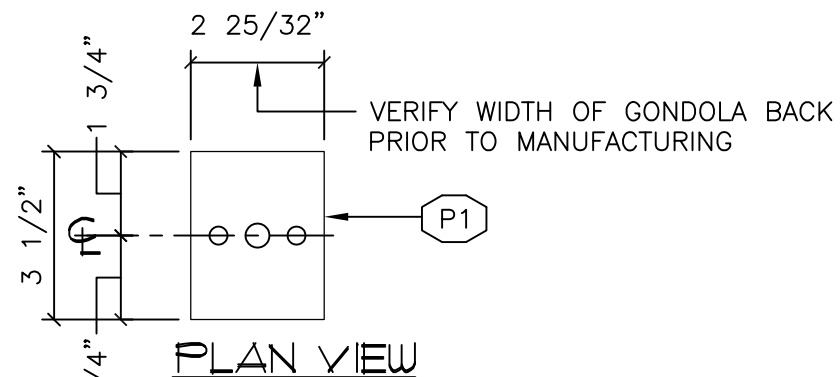 2 25/32"
1 3/4"
VERIFY WIDTH OF GONDOLA BACK
PRIOR TO MANUFACTURING
3 1/2"
P1
/4"
PLAN VIEW